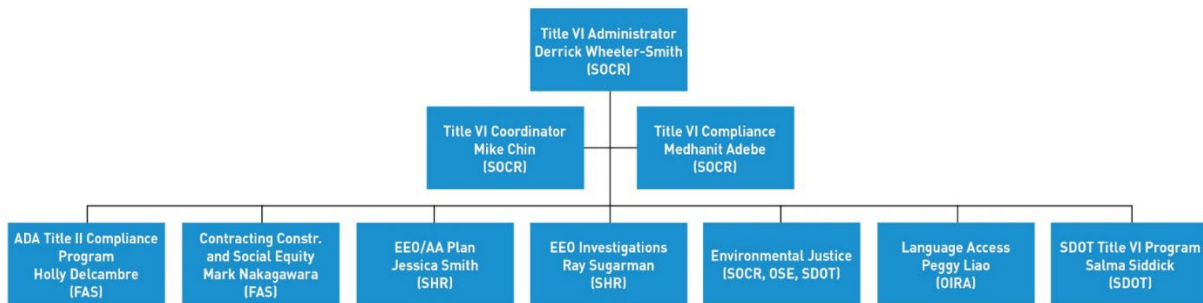 Title VI Administrator
Derrick Wheeler-Smith
(SOCR)
Title VI Coordinator
Mike Chin
(SOCR)
Title VI Compliance
Medhanit Adebe
(SOCR)
ADA Title II Compliance
Program
Holly Delcambre
(FAS)
Contracting Constr.
and Social Equity
Mark Nakagawara
(FAS)
EEO/AA Plan
Jessica Smith
(SHR)
EEO Investigations
Ray Sugarman
(SHR)
Environmental Justice
(SOCR, OSE, SDOT)
Language Access
Peggy Liao
(OIRA)
SDOT Title VI Program
Salma Siddick
(SDOT)